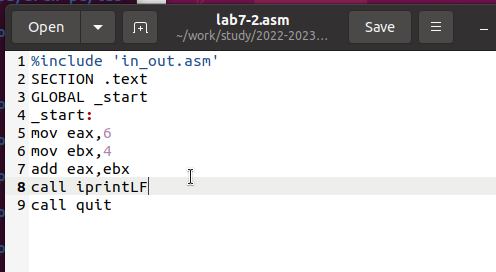 Open
lab7-2.asm
~/work/study/2022-2023...
Save
1 %include 'in_out.asm'
2 SECTION .text
3 GLOBAL _start
4 _start:
5 mov eax,6
6 mov ebx,4
7 add eax,ebx
8 call iprintLF
9 call quit